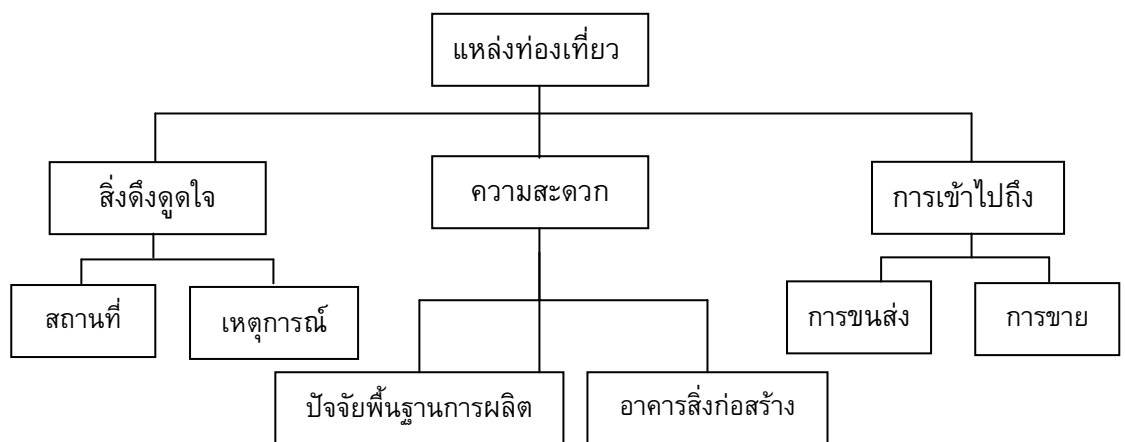 แหล่งท่องเที่ยว
สิ่งดึงดูดใจ
ความสะดวก
การเข้าไปถึง
สถานที่
เหตุการณ์
การขนส่ง
การขาย
ปัจจัยพื้นฐานการผลิต
อาคารสิ่งก่อสร้าง